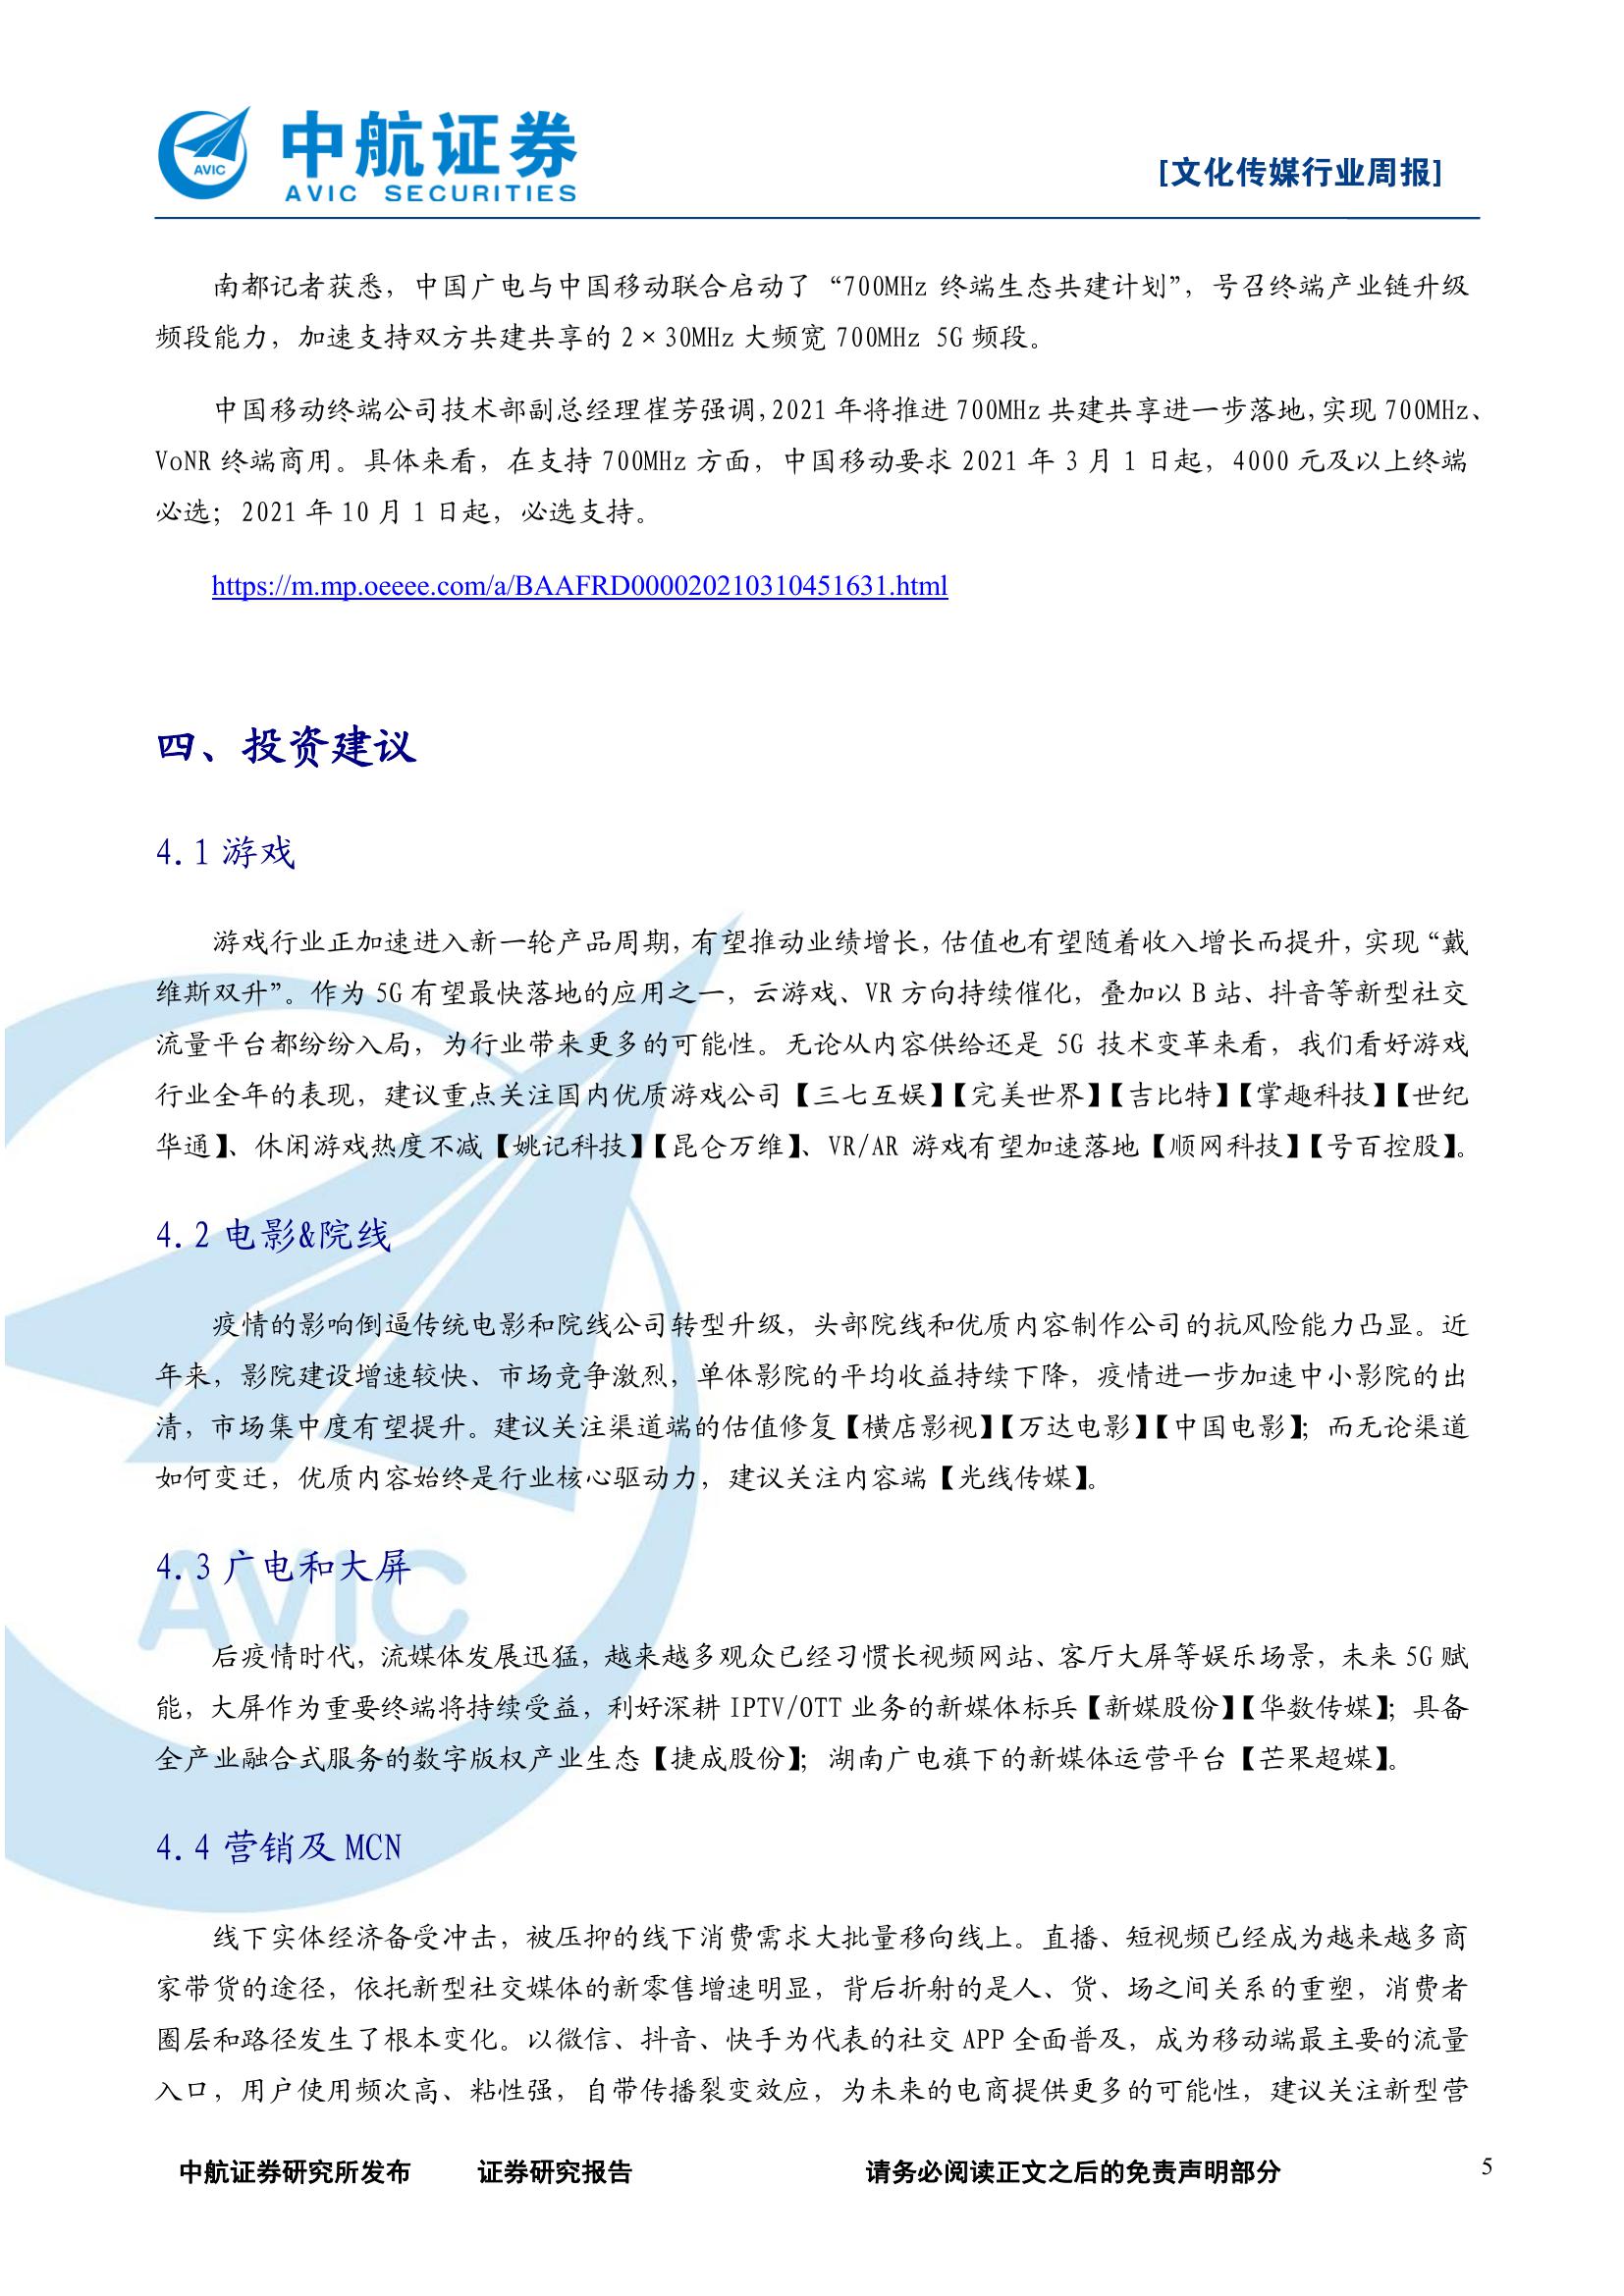 AVIC
中航证券
AVIC SECURITIES
[文化传媒行业周报]
南都记者获悉，中国广电与中国移动联合启动了“700MHz 终端生态共建计划”，号召终端产业链升级
频段能力，加速支持双方共建共享的 2×30MHz 大频宽 700MHz 5G 频段。
中国移动终端公司技术部副总经理崔芳强调，2021 年将推进 700MHz 共建共享进一步落地，实现 700MHz、
VoNR 终端商用。具体来看，在支持 700MHz 方面，中国移动要求 2021 年 3 月 1 日起，4000 元及以上终端
必选；2021 年 10 月 1 日起，必选支持。
https://m.mp.oeeee.com/a/BAAFRD000020210310451631.html
四、投资建议
4.1 游戏
游戏行业正加速进入新一轮产品周期，有望推动业绩增长，估值也有望随着收入增长而提升，实现“戴
维斯双升”。作为 5G 有望最快落地的应用之一，云游戏、VR 方向持续催化，叠加以 B 站、抖音等新型社交
流量平台都纷纷入局，为行业带来更多的可能性。无论从内容供给还是 5G 技术变革来看，我们看好游戏
行业全年的表现，建议重点关注国内优质游戏公司【三七互娱】【完美世界】【吉比特】【掌趣科技】【世纪
华通】、休闲游戏热度不减【姚记科技】【昆仑万维】、VR/AR 游戏有望加速落地【顺网科技】【号百控股】。
4.2 电影&院线
疫情的影响倒逼传统电影和院线公司转型升级，头部院线和优质内容制作公司的抗风险能力凸显。近
年来，影院建设增速较快、市场竞争激烈，单体影院的平均收益持续下降，疫情进一步加速中小影院的出
清，市场集中度有望提升。建议关注渠道端的估值修复【横店影视】【万达电影】【中国电影】；而无论渠道
如何变迁，优质内容始终是行业核心驱动力，建议关注内容端【光线传媒】。
4.3 广电和大屏
后疫情时代，流媒体发展迅猛，越来越多观众已经习惯长视频网站、客厅大屏等娱乐场景，未来 5G 赋
能，大屏作为重要终端将持续受益，利好深耕 IPTV/OTT 业务的新媒体标兵【新媒股份】【华数传媒】；具备
全产业融合式服务的数字版权产业生态【捷成股份】；湖南广电旗下的新媒体运营平台【芒果超媒】。
AVIC
4.4 营销及 MCN
线下实体经济备受冲击，被压抑的线下消费需求大批量移向线上。直播、短视频已经成为越来越多商
家带货的途径，依托新型社交媒体的新零售增速明显，背后折射的是人、货、场之间关系的重塑，消费者
圈层和路径发生了根本变化。以微信、抖音、快手为代表的社交 APP 全面普及，成为移动端最主要的流量
入口，用户使用频次高、粘性强，自带传播裂变效应，为未来的电商提供更多的可能性，建议关注新型营
中航证券研究所发布 证券研究报告 请务必阅读正文之后的免责声明部分 5